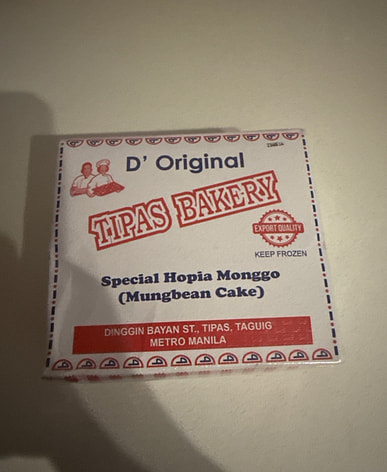 D' Original
TIPAS BAKERY
EXPORT QUALITY
KEEP FROZEN
Special Hopia Monggo
(Mungbean Cake)
DINGGIN BAYAN ST., TIPAS, TAGUIG
METRO MANILA